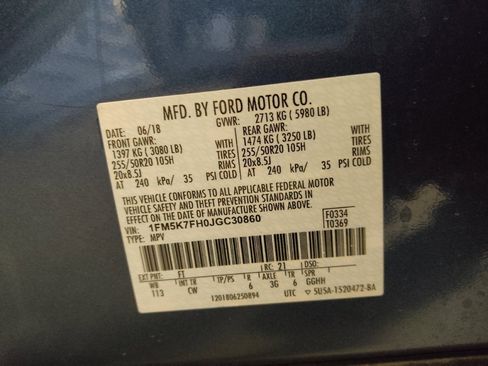 MFD. BY FORD MOTOR CO.
DATE: 06/18 GVWR: 2713 KG ( 5980 LB)
FRONT GAWR: REAR GAWR:
1397 KG ( 3080 LB) WITH 1474 KG ( 3250 LB) WITH
255/50R20 105H TIRES 255/50R20 105H TIRES
20x8.5J RIMS 20x8.5J RIMS
AT 240 kPa/ 35 PSI COLD AT 240 kPa/ 35 PSI COLD
THIS VEHICLE CONFORMS TO ALL APPLICABLE FEDERAL MOTOR
VEHICLE SAFETY AND THEFT PREVENTION STANDARDS IN
EFFECT ON THE DATE OF MANUFACTURE SHOWN ABOVE.
VIN: 1FM5K7FH0JGC30860 F0334
TYPE: MPV T0369
EXT PNT: FT RC: 21 DSO:
WB INT TR TP/PS R AXLE TR SPR
113 CW 6 3G 6 GGHH
1201806250894 UTC 5U5A-1520472-BA